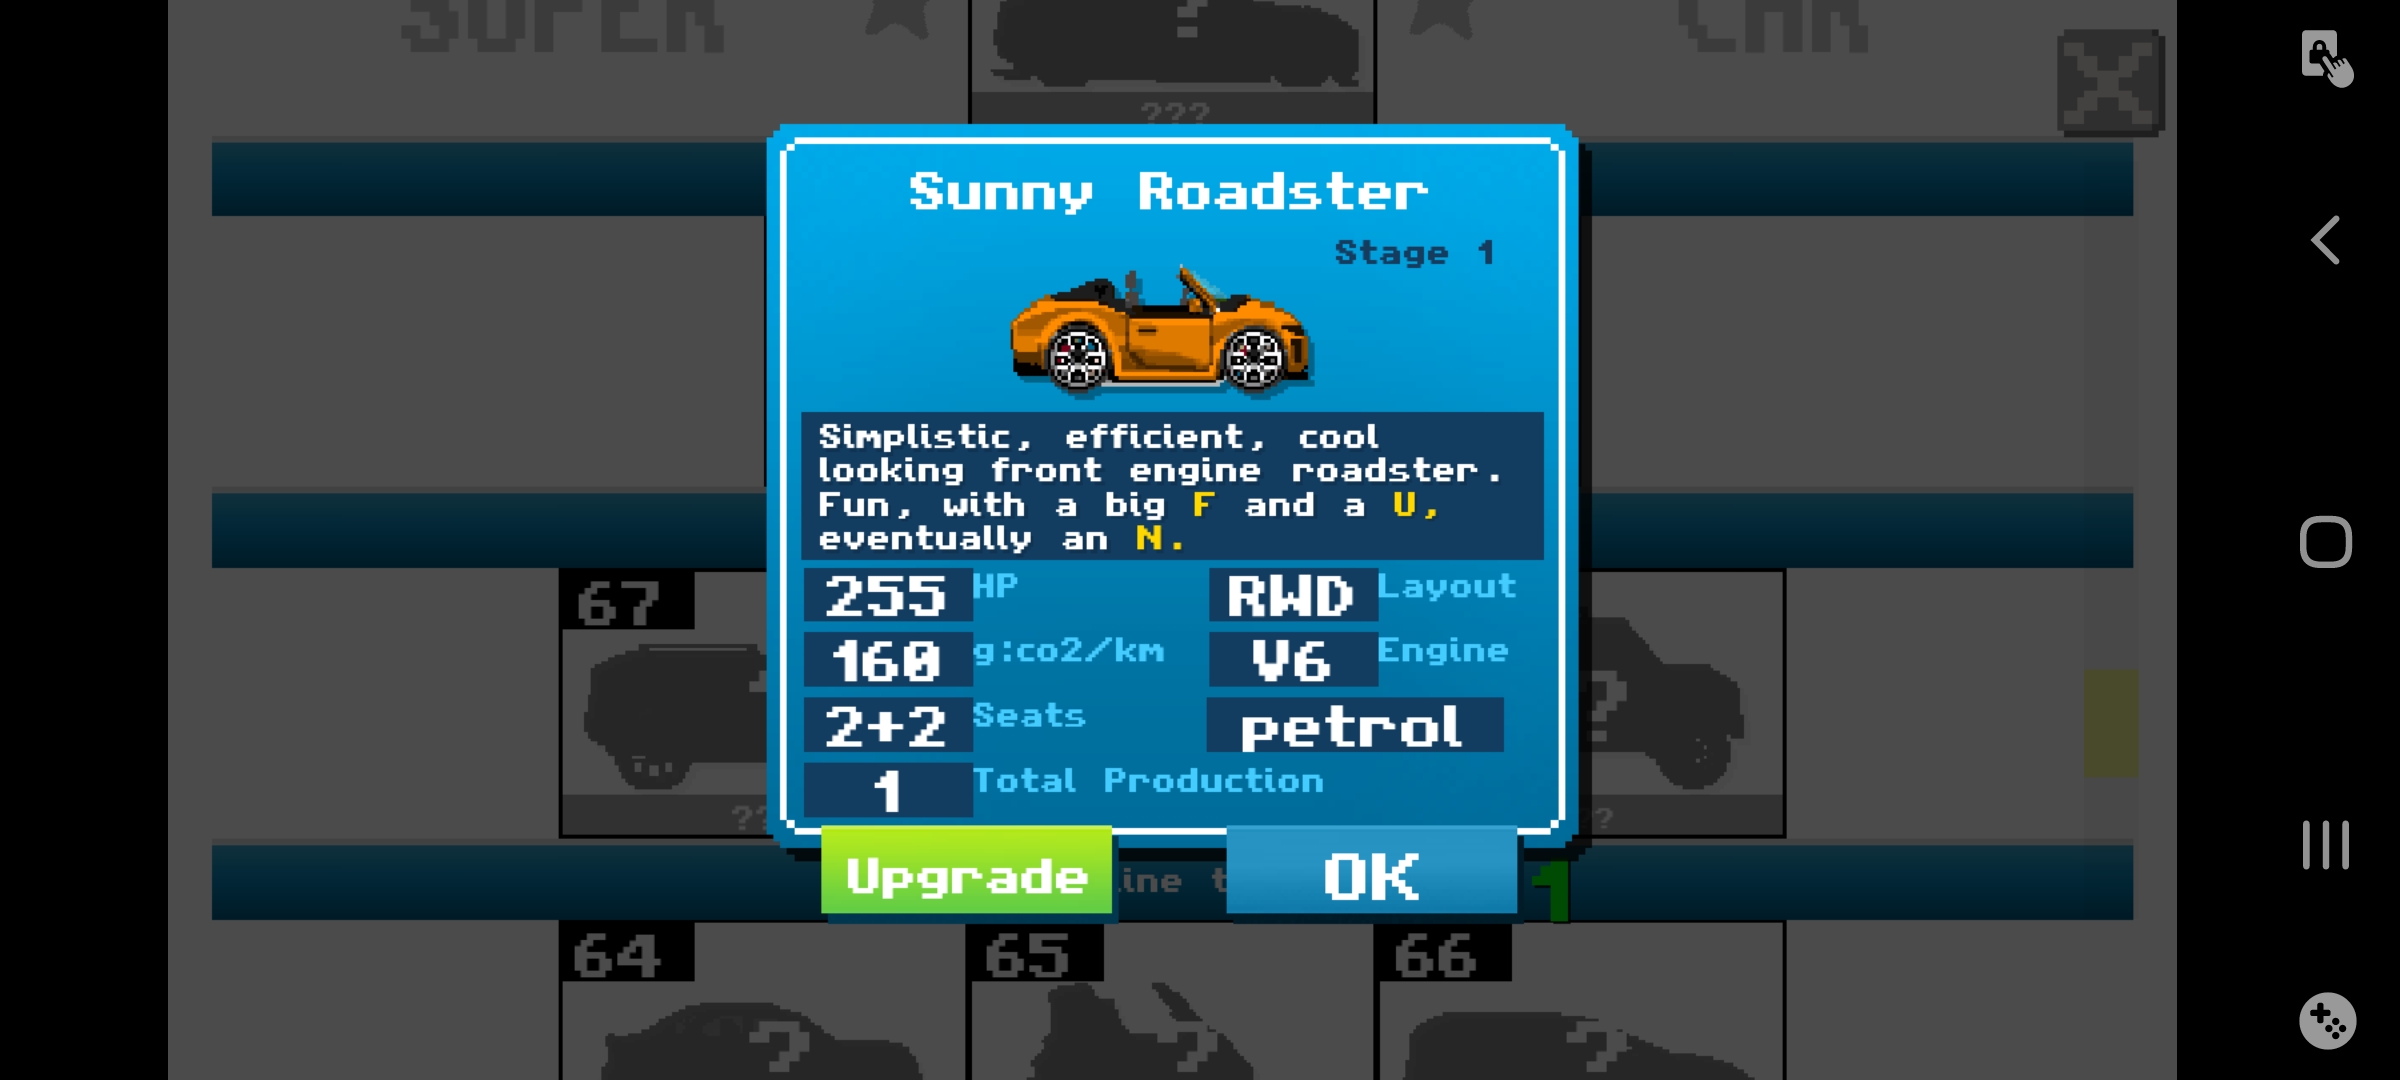 SUPER CAR
???
Sunny Roadster
Stage 1
Simplistic, efficient, cool
looking front engine roadster.
Fun, with a big F and a U,
eventually an N.
255 HP RWD Layout
160 g:co2/km V6 Engine
2+2 Seats petrol
1 Total Production
67
??
??
Upgrade OK
1
64 65 66
? ? ?